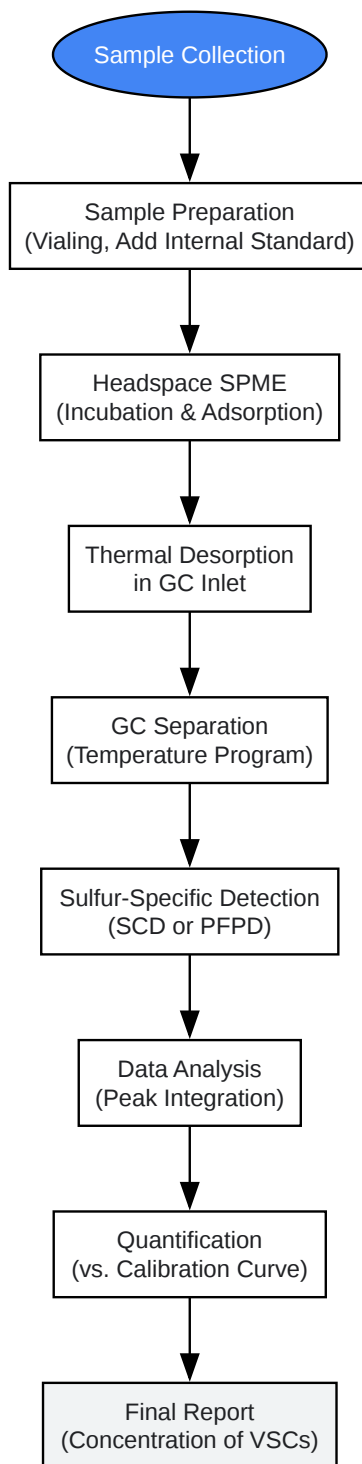 Sample Collection
Sample Preparation
(Vialing, Add Internal Standard)
Headspace SPME
(Incubation & Adsorption)
Thermal Desorption
in GC Inlet
GC Separation
(Temperature Program)
Sulfur-Specific Detection
(SCD or PFPD)
Data Analysis
(Peak Integration)
Quantification
(vs. Calibration Curve)
Final Report
(Concentration of VSCs)